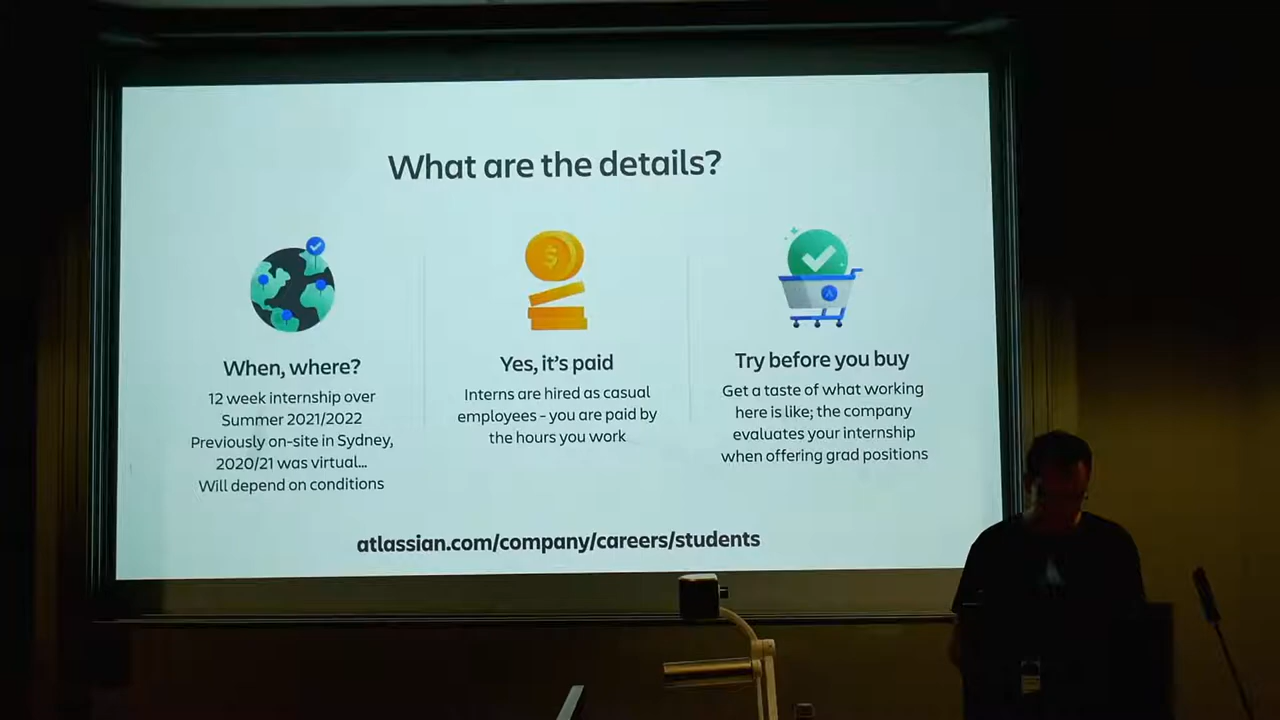 What are the details?
When, where?
12 week internship over
Summer 2021/2022
Previously on-site in Sydney,
2020/21 was virtual...
Will depend on conditions
Yes, it's paid
Interns are hired as casual
employees - you are paid by
the hours you work
Try before you buy
Get a taste of what working
here is like; the company
evaluates your internship
when offering grad positions
atlassian.com/company/careers/students